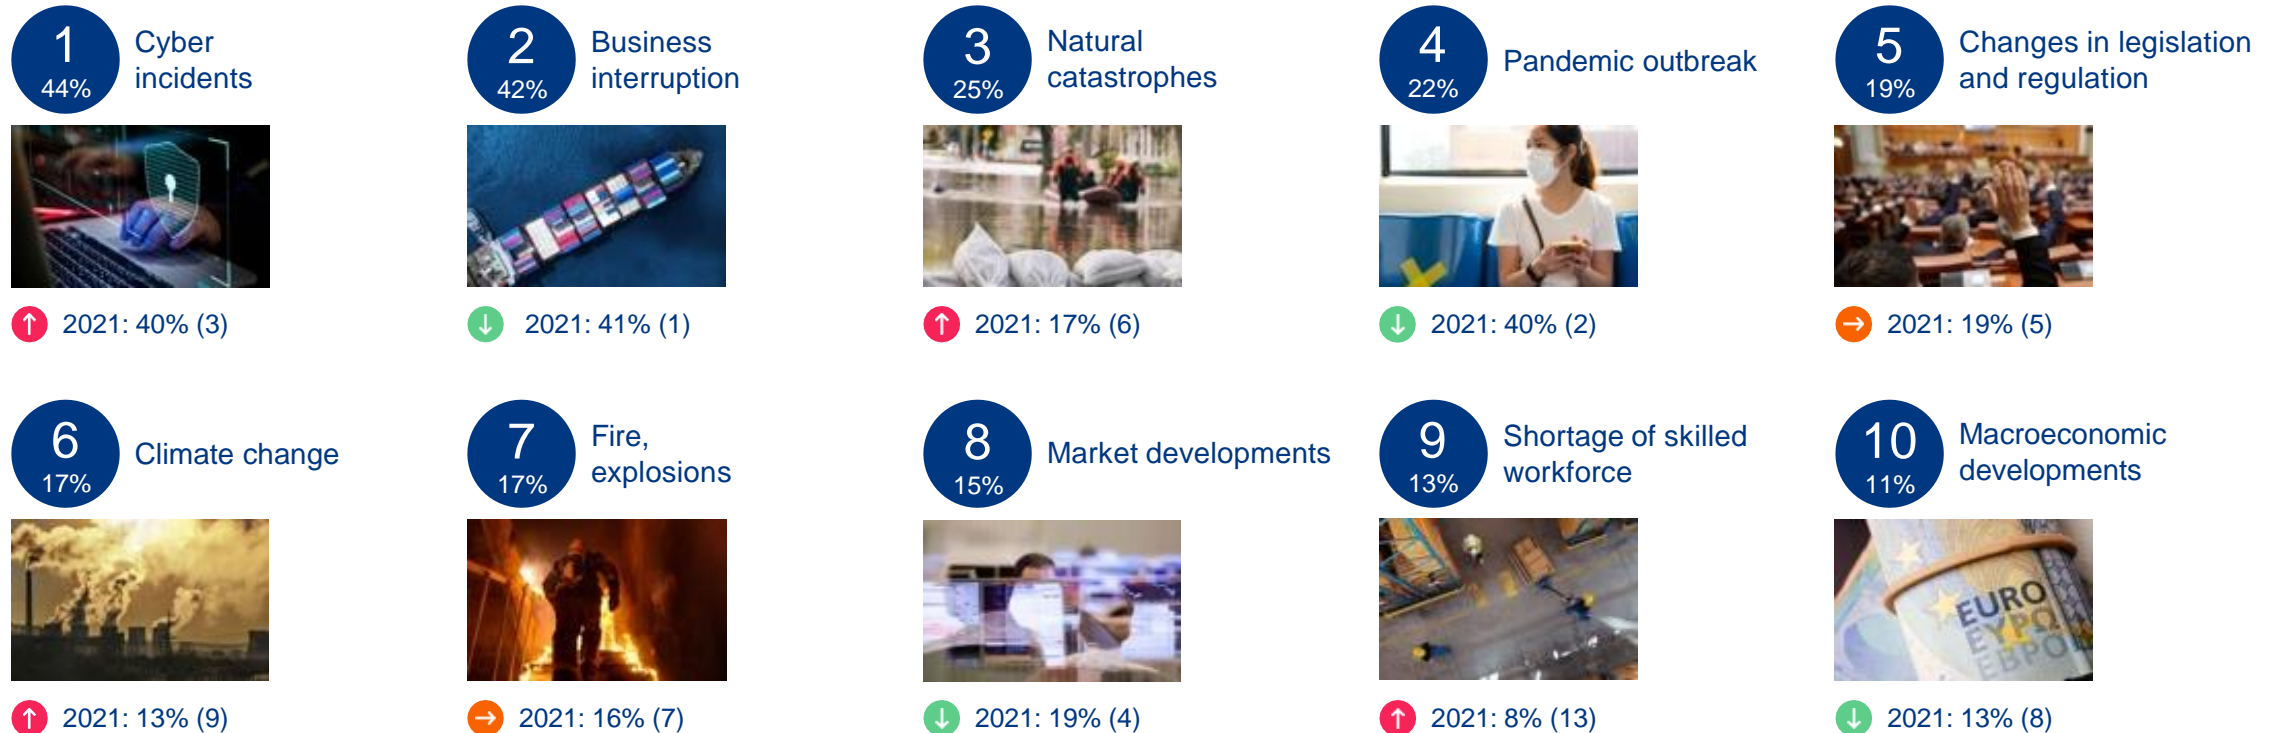 1
44%
Cyber
incidents
2021: 40% (3)
2
42%
Business
interruption
2021: 41% (1)
3
25%
Natural
catastrophes
2021: 17% (6)
4
22%
Pandemic outbreak
2021: 40% (2)
5
19%
Changes in legislation
and regulation
2021: 19% (5)
6
17%
Climate change
2021: 13% (9)
7
17%
Fire,
explosions
2021: 16% (7)
8
15%
Market developments
2021: 19% (4)
9
13%
Shortage of skilled
workforce
2021: 8% (13)
10
11%
Macroeconomic
developments
EURO
ΕΥΡΩ
ЕВРО
2021: 13% (8)